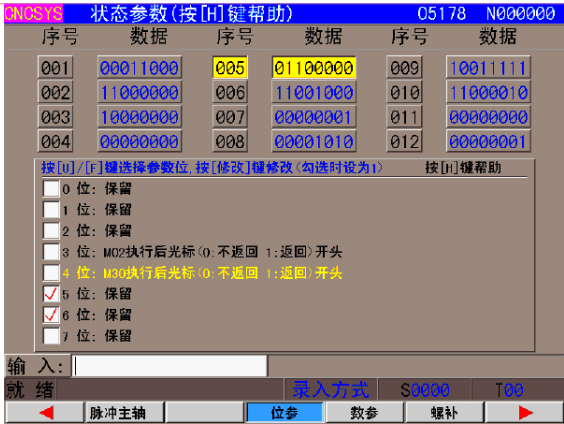 CNCSYS 状态参数(按[H]键帮助) O5178 N000000
序号 数据 序号 数据 序号 数据
001 00011000 005 01100000 009 10011111
002 11000000 006 11001000 010 11000010
003 10000000 007 00000001 011 00000000
004 00000000 008 00001010 012 00000001
按[U]/[F]键选择参数位,按[修改]键修改(勾选时设为1) 按[H]键帮助
0 位: 保留
1 位: 保留
2 位: 保留
3 位: M02执行后光标(0:不返回 1:返回)开头
4 位: M30执行后光标(0:不返回 1:返回)开头
5 位: 保留
6 位: 保留
7 位: 保留
输 入:
就 绪 录入方式 S0000 T00
脉冲主轴 位参 数参 螺补